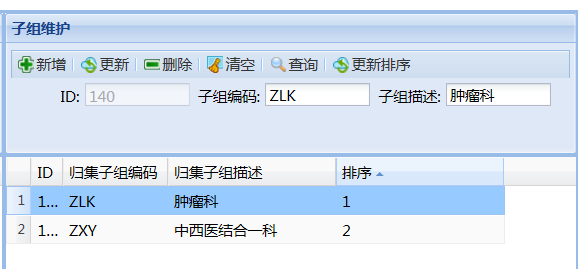 子组维护
新增 更新 删除 清空 查询 更新排序
ID: 140 子组编码: ZLK 子组描述: 肿瘤科
ID 归集子组编码 归集子组描述 排序
1 1... ZLK 肿瘤科 1
2 1... ZXY 中西医结合一科 2